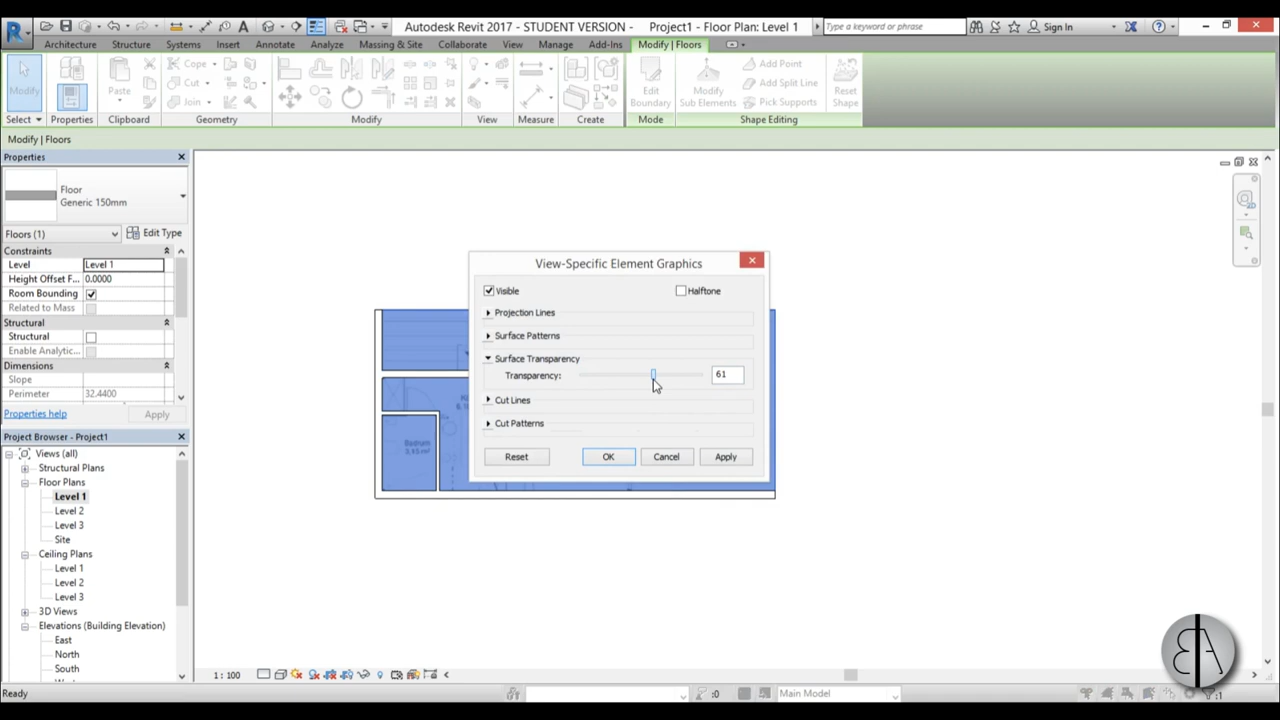 Autodesk Revit 2017 - STUDENT VERSION - Project1 - Floor Plan: Level 1
Type a keyword or phrase
Sign In
Architecture Structure Systems Insert Annotate Analyze Massing & Site Collaborate View Manage Add-Ins Modify | Floors
Modify
Paste
Cope
Cut
Join
Edit
Boundary
Modify
Sub Elements
Add Point
Add Split Line
Pick Supports
Reset
Shape
Select Properties Clipboard Geometry Modify View Measure Create Mode Shape Editing
Modify | Floors
Properties
Floor
Generic 150mm
Floors (1)
Edit Type
Constraints
Level Level 1
Height Offset F... 0.0000
Room Bounding
Related to Mass
Structural
Structural
Enable Analytic...
Dimensions
Slope
Perimeter 32.4400
Properties help
Apply
Project Browser - Project1
Views (all)
Structural Plans
Floor Plans
Level 1
Level 2
Level 3
Site
Ceiling Plans
Level 1
Level 2
Level 3
3D Views
Elevations (Building Elevation)
East
North
South
View-Specific Element Graphics
Visible
Halftone
Projection Lines
Surface Patterns
Surface Transparency
Transparency: 61
Cut Lines
Cut Patterns
Reset OK Cancel Apply
Badrum
1 : 100
Ready
:0
Main Model
:1